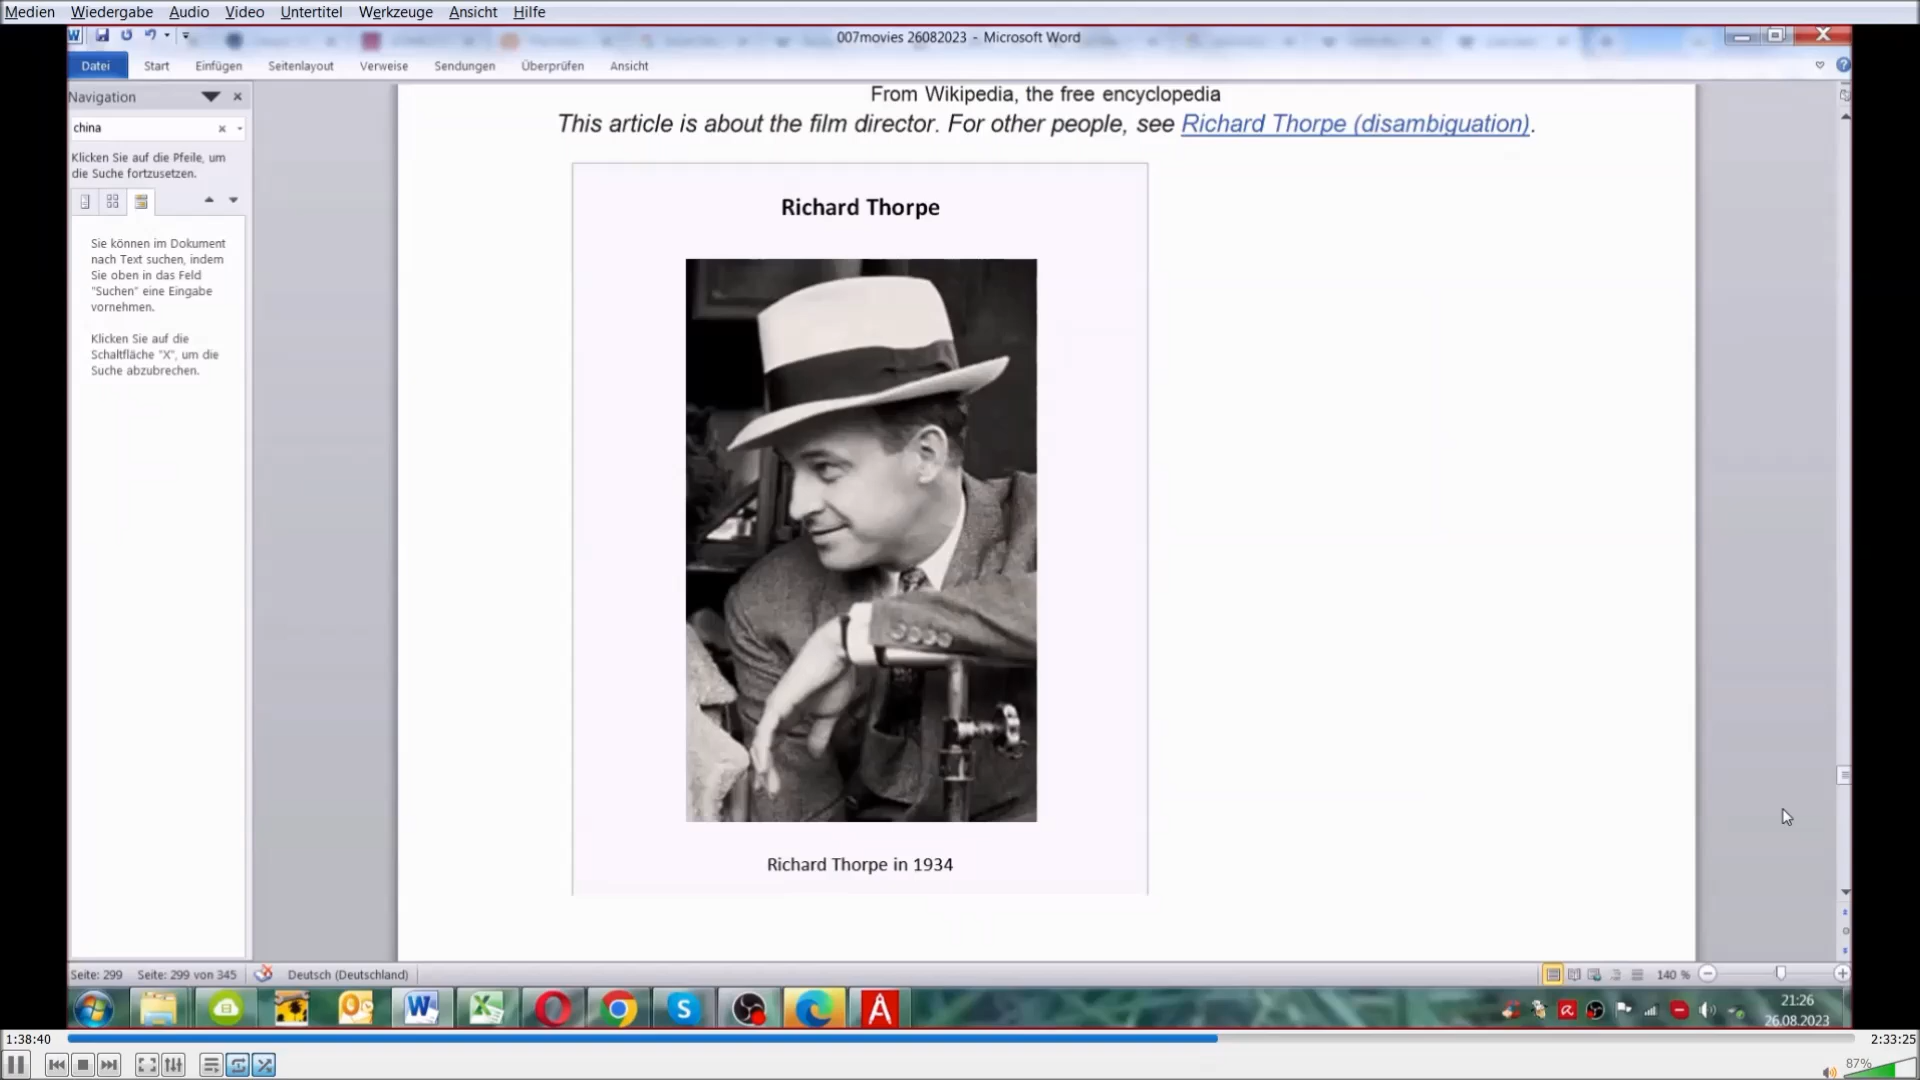 Medien Wiedergabe Audio Video Untertitel Werkzeuge Ansicht Hilfe
007movies 26082023 - Microsoft Word
Datei Start Einfügen Seitenlayout Verweise Sendungen Überprüfen Ansicht
Navigation
china
Klicken Sie auf die Pfeile, um
die Suche fortzusetzen.
Sie können im Dokument
nach Text suchen, indem
Sie oben in das Feld
"Suchen" eine Eingabe
vornehmen.
Klicken Sie auf die
Schaltfläche "X", um die
Suche abzubrechen.
From Wikipedia, the free encyclopedia
This article is about the film director. For other people, see Richard Thorpe (disambiguation).
Richard Thorpe
Richard Thorpe in 1934
Seite: 299 Seite: 299 von 345 Deutsch (Deutschland) 140 %
21:26
26.08.2023
1:38:40 2:33:25
87%